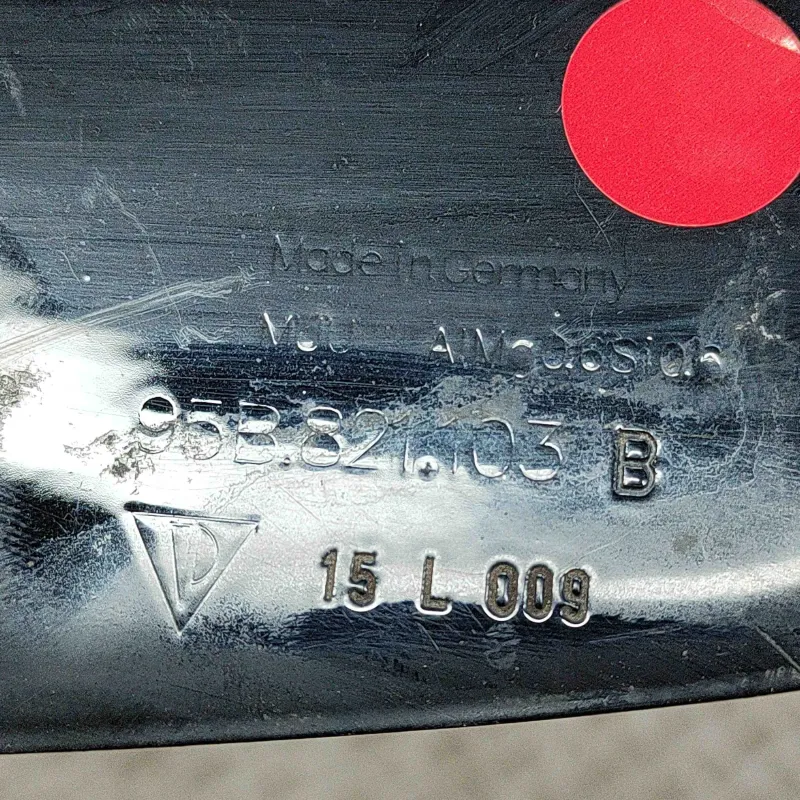 Made in Germany
95B.821.103 B
D
15 L 009